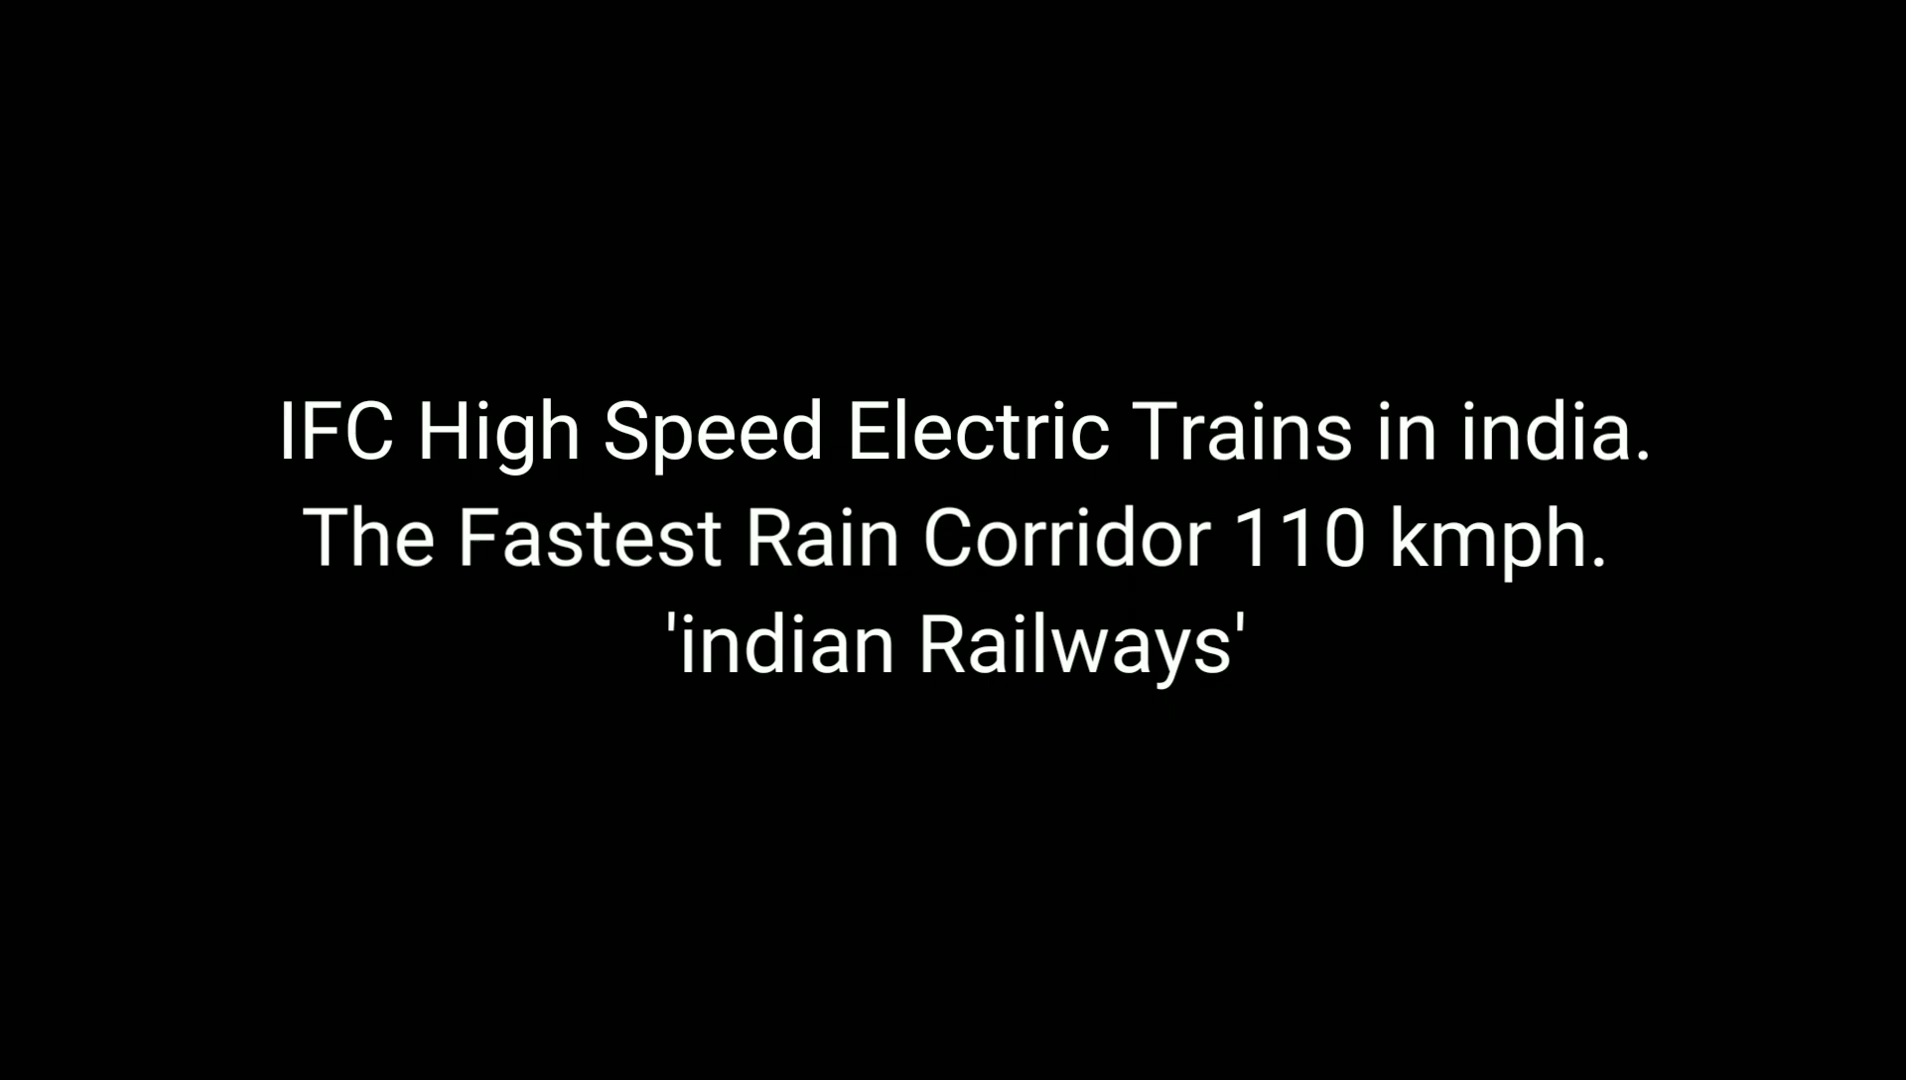 IFC High Speed Electric Trains in india.
The Fastest Rain Corridor 110 kmph.
'indian Railways'